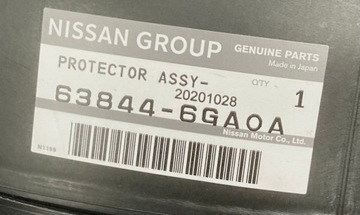 NISSAN GROUP GENUINE PARTS
Made in Japan
PROTECTOR ASSY- QTY 1
20201028
63844-6GA0A
Nissan Motor Co., Ltd.